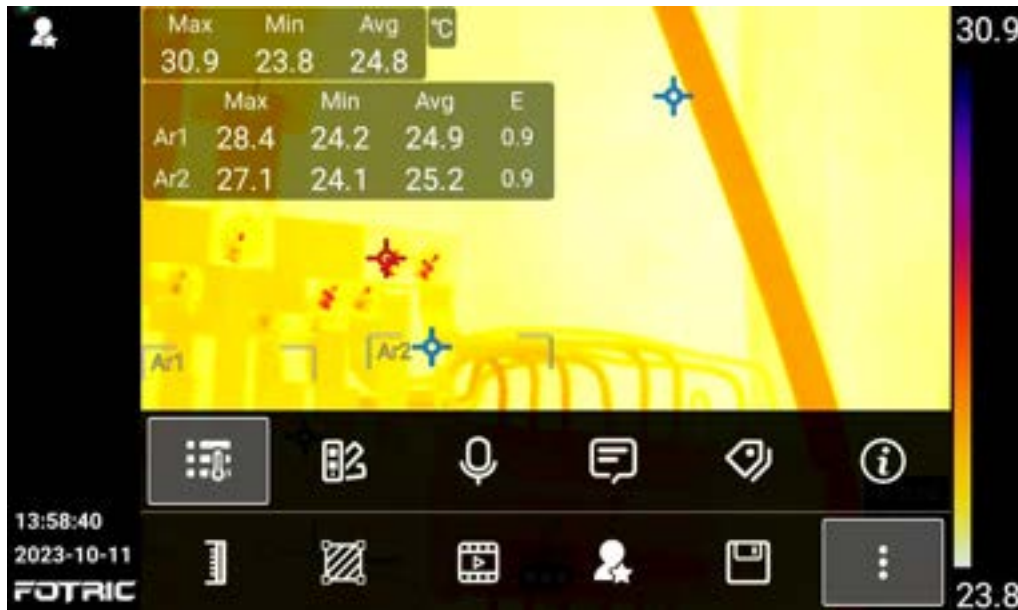 Max Min Avg °C
30.9 23.8 24.8
Max Min Avg E
Ar1 28.4 24.2 24.9 0.9
Ar2 27.1 24.1 25.2 0.9
30.9
Ar1
Ar2
13:58:40
2023-10-11
FOTRIC
23.8